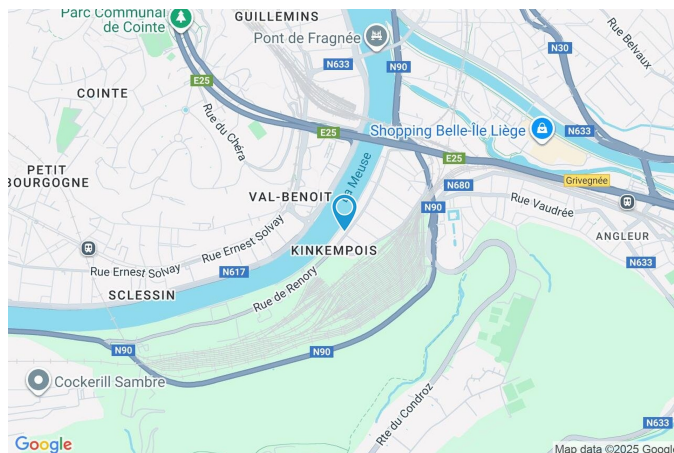 Parc Communal
de Cointe
GUILLEMINS
Pont de Fragnée
N633
N90
N30
Rue Belvaux
E25
COINTE
Rue du Chéra
E25
Shopping Belle-Île Liège
N633
La Meuse
E25
PETIT
BOURGOGNE
VAL-BENOIT
N680
Grivegnée
N90
Rue Vaudrée
ANGLEUR
Rue Ernest Solvay
Rue Ernest Solvay
KINKEMPOIS
N617
N633
SCLESSIN
Rue de Renory
N90
N90
Cockerill Sambre
Rte du Condroz
N633
Google
Map data ©2025 Google